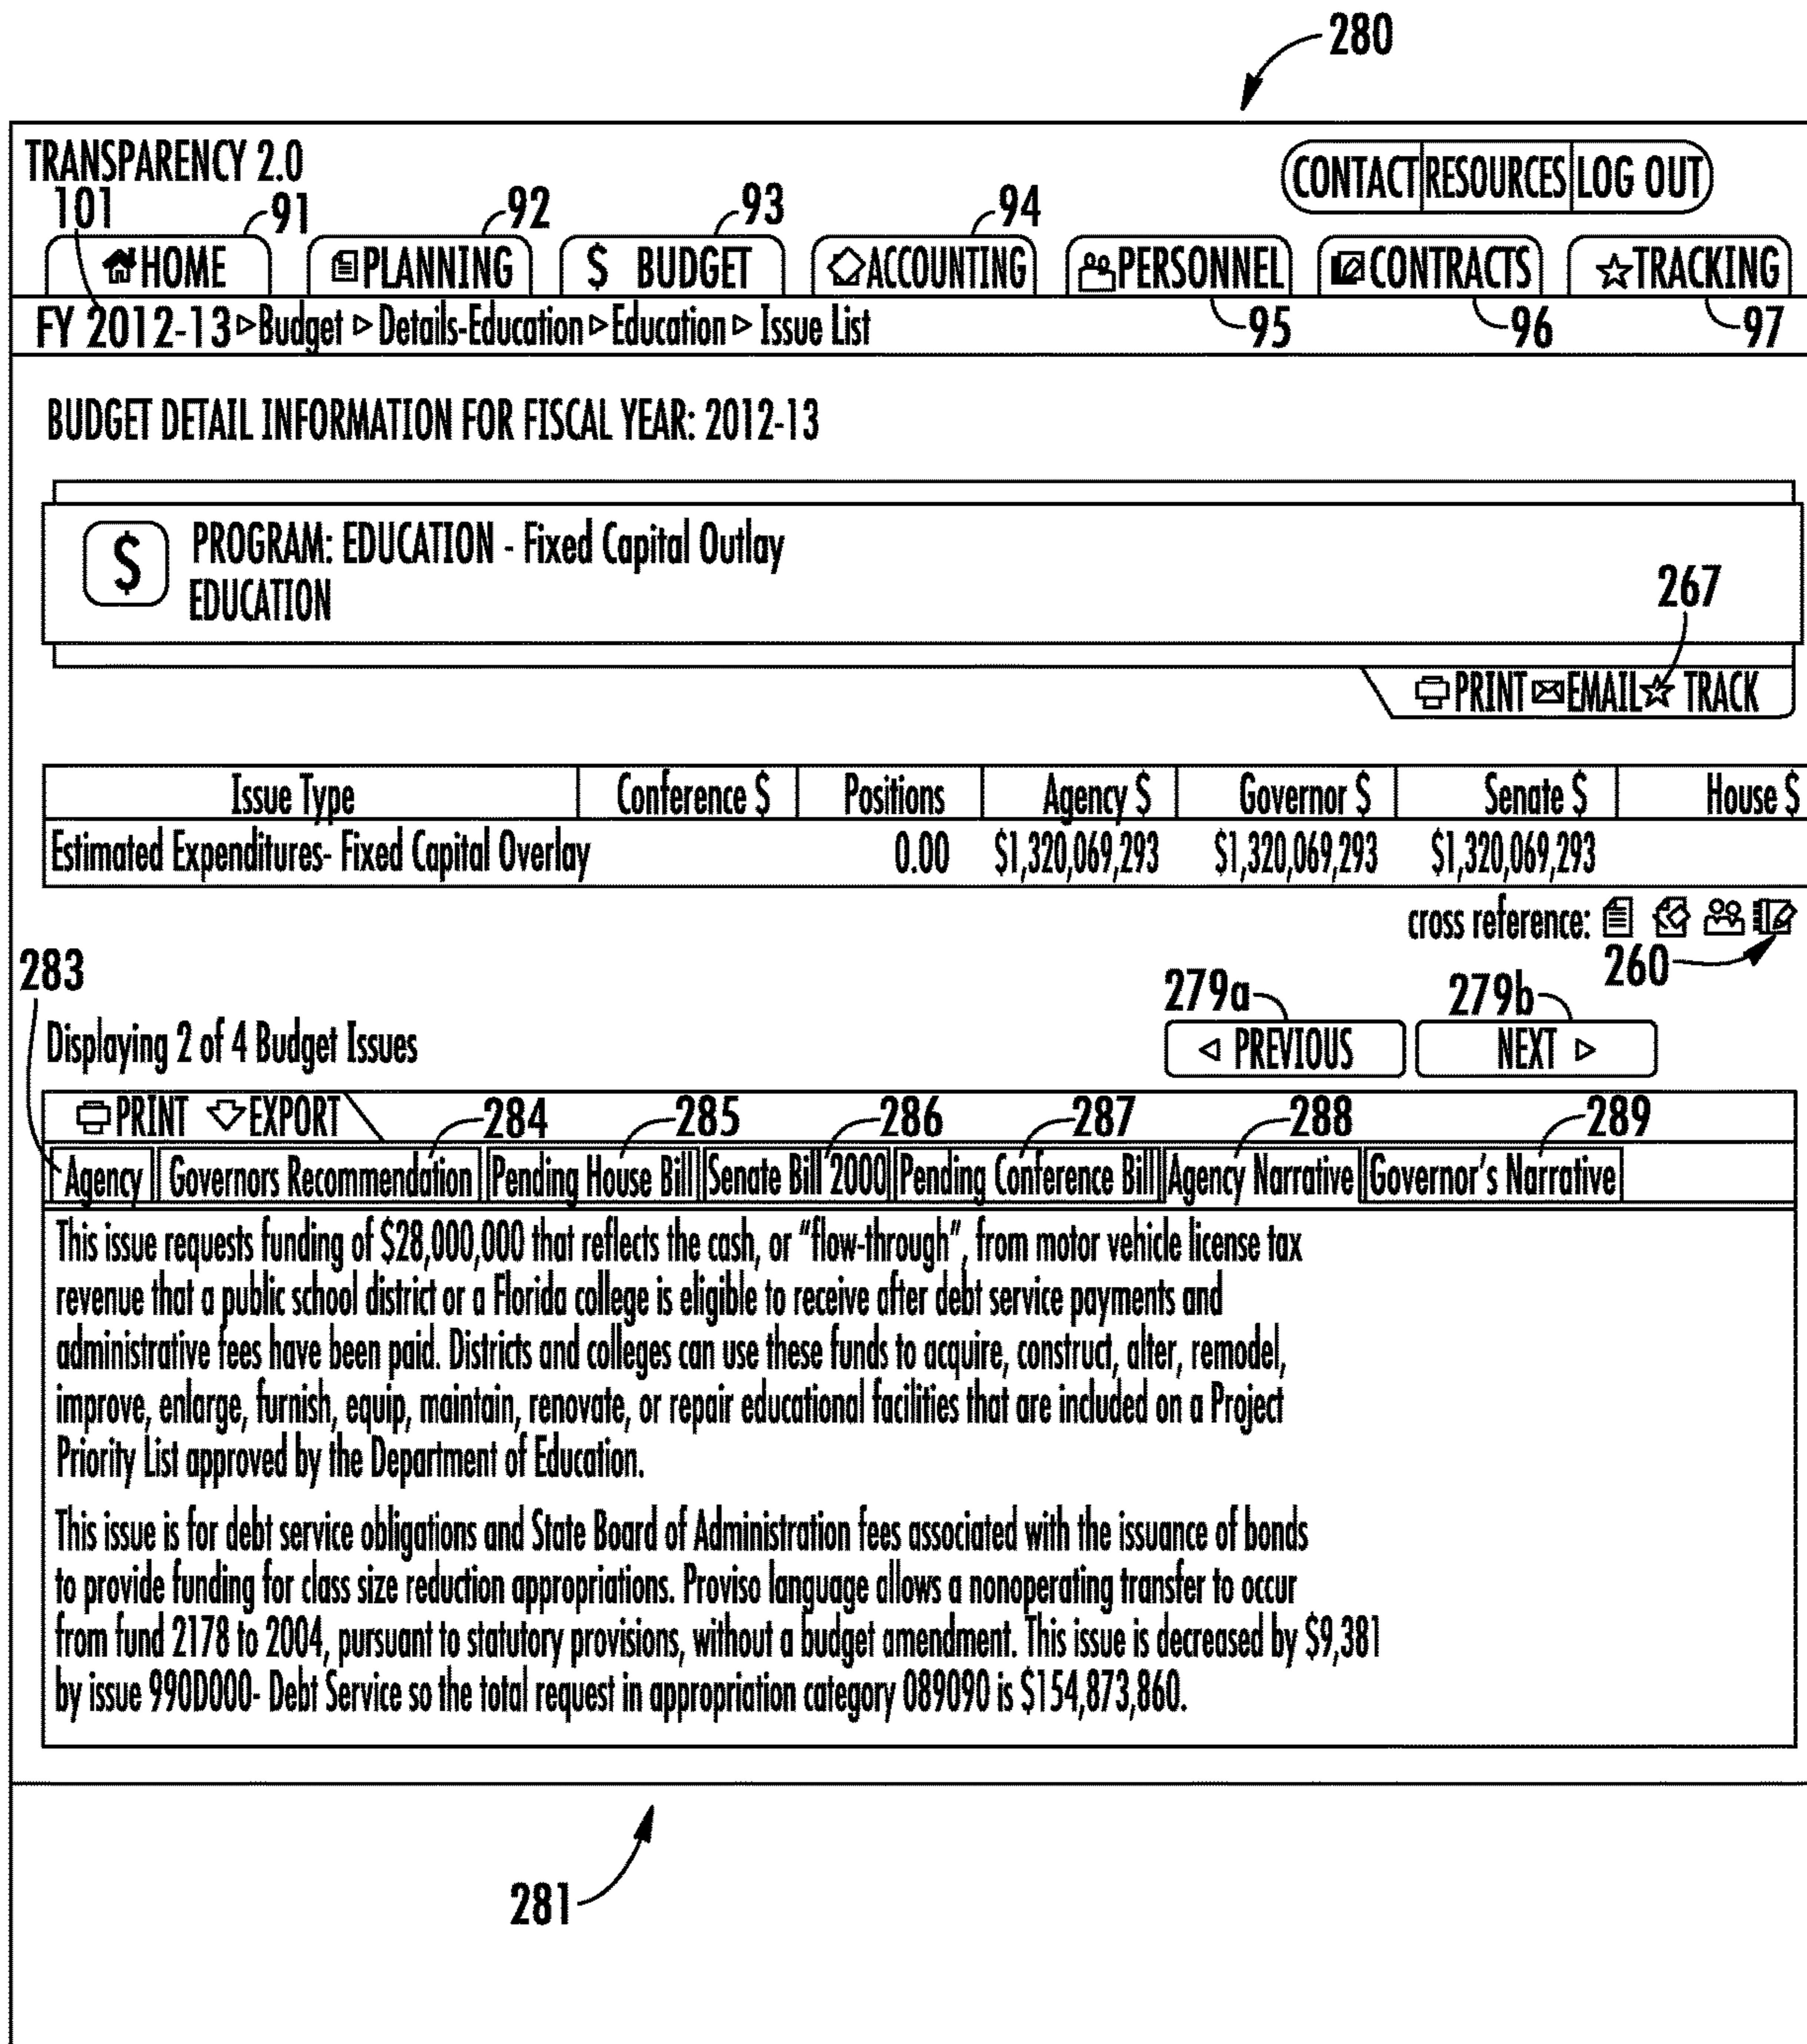 280
TRANSPARENCY 2.0
CONTACT RESOURCES LOG OUT
101 91 92 93 94
HOME PLANNING $ BUDGET ACCOUNTING PERSONNEL CONTRACTS TRACKING
FY 2012-13 ▷ Budget ▷ Details-Education ▷ Education ▷ Issue List 95 96 97
BUDGET DETAIL INFORMATION FOR FISCAL YEAR: 2012-13
$ PROGRAM: EDUCATION - Fixed Capital Outlay
EDUCATION
267
PRINT EMAIL TRACK
Issue Type Conference $ Positions Agency $ Governor $ Senate $ House $
Estimated Expenditures- Fixed Capital Overlay 0.00 $1,320,069,293 $1,320,069,293 $1,320,069,293
cross reference:
283 260
279a 279b
Displaying 2 of 4 Budget Issues ◁ PREVIOUS NEXT ▷
PRINT EXPORT 284 285 286 287 288 289
Agency Governors Recommendation Pending House Bill Senate Bill 2000 Pending Conference Bill Agency Narrative Governor's Narrative
This issue requests funding of $28,000,000 that reflects the cash, or "flow-through", from motor vehicle license tax
revenue that a public school district or a Florida college is eligible to receive after debt service payments and
administrative fees have been paid. Districts and colleges can use these funds to acquire, construct, alter, remodel,
improve, enlarge, furnish, equip, maintain, renovate, or repair educational facilities that are included on a Project
Priority List approved by the Department of Education.
This issue is for debt service obligations and State Board of Administration fees associated with the issuance of bonds
to provide funding for class size reduction appropriations. Proviso language allows a nonoperating transfer to occur
from fund 2178 to 2004, pursuant to statutory provisions, without a budget amendment. This issue is decreased by $9,381
by issue 990D000- Debt Service so the total request in appropriation category 089090 is $154,873,860.
281